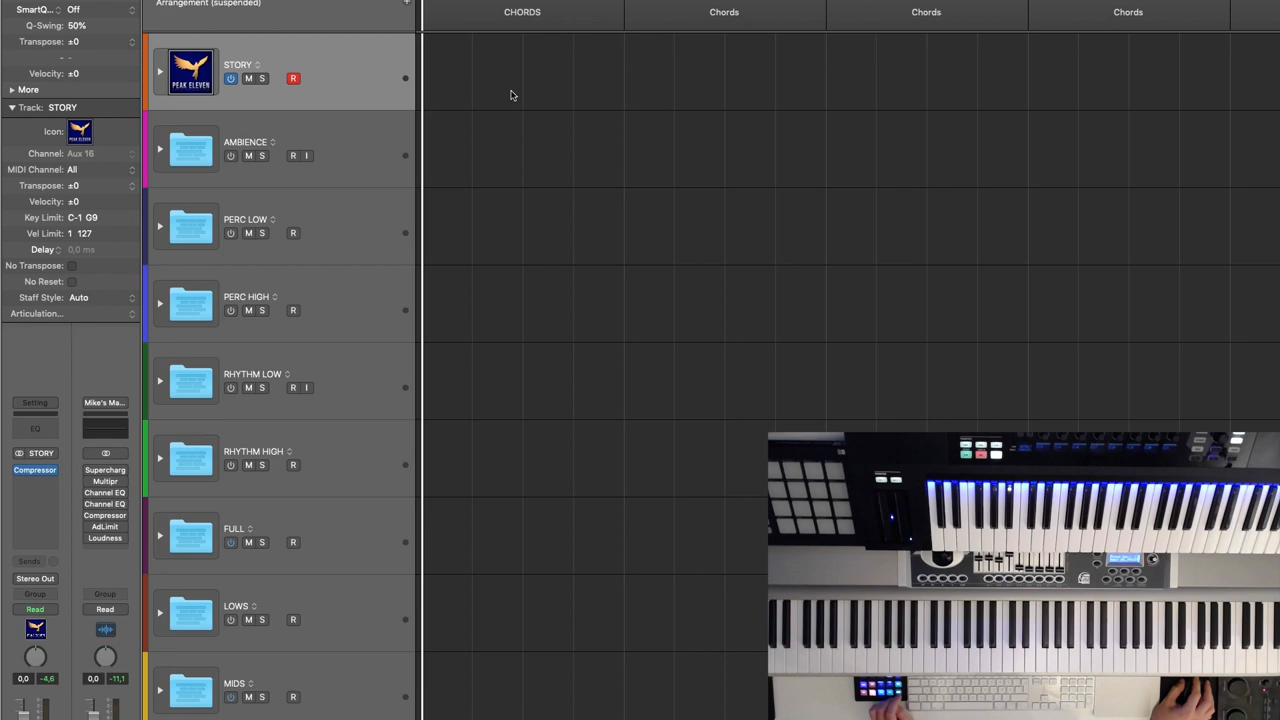 Arrangement (suspended)
SmartQ... Off
Q-Swing: 50%
Transpose: ±0
- -
Velocity: ±0
More
Track: STORY
Icon:
Channel: Aux 16
MIDI Channel: All
Transpose: ±0
Velocity: ±0
Key Limit: C-1 G9
Vel Limit: 1 127
Delay 0,0 ms
No Transpose:
No Reset:
Staff Style: Auto
Articulation...
Setting
EQ
STORY
Compressor
Sends
Stereo Out
Group
Read
0,0 -4,6
Mike's Ma...
Supercharg
Multipr
Channel EQ
Channel EQ
Compressor
AdLimit
Loudness
Group
Read
0,0 -11,1
CHORDS Chords Chords Chords
PEAK ELEVEN
STORY
M S R
AMBIENCE
M S R I
PERC LOW
M S R
PERC HIGH
M S R
RHYTHM LOW
M S R I
RHYTHM HIGH
M S R
FULL
M S R
LOWS
M S R
MIDS
M S R